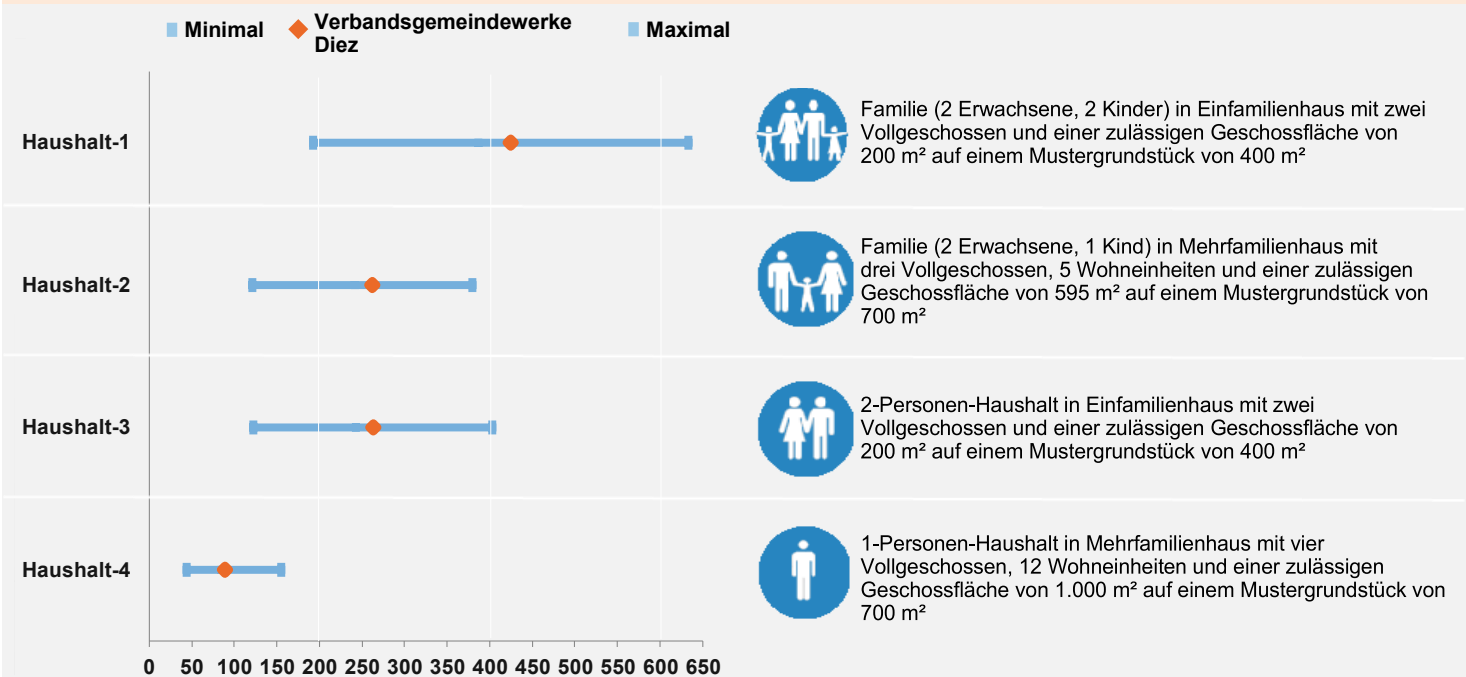 Minimal
Verbandsgemeindewerke
Diez
Maximal
Haushalt-1
Familie (2 Erwachsene, 2 Kinder) in Einfamilienhaus mit zwei
Vollgeschossen und einer zulässigen Geschossfläche von
200 m² auf einem Mustergrundstück von 400 m²
Haushalt-2
Familie (2 Erwachsene, 1 Kind) in Mehrfamilienhaus mit
drei Vollgeschossen, 5 Wohneinheiten und einer zulässigen
Geschossfläche von 595 m² auf einem Mustergrundstück von
700 m²
Haushalt-3
2-Personen-Haushalt in Einfamilienhaus mit zwei
Vollgeschossen und einer zulässigen Geschossfläche von
200 m² auf einem Mustergrundstück von 400 m²
Haushalt-4
1-Personen-Haushalt in Mehrfamilienhaus mit vier
Vollgeschossen, 12 Wohneinheiten und einer zulässigen
Geschossfläche von 1.000 m² auf einem Mustergrundstück von
700 m²
0 50 100 150 200 250 300 350 400 450 500 550 600 650